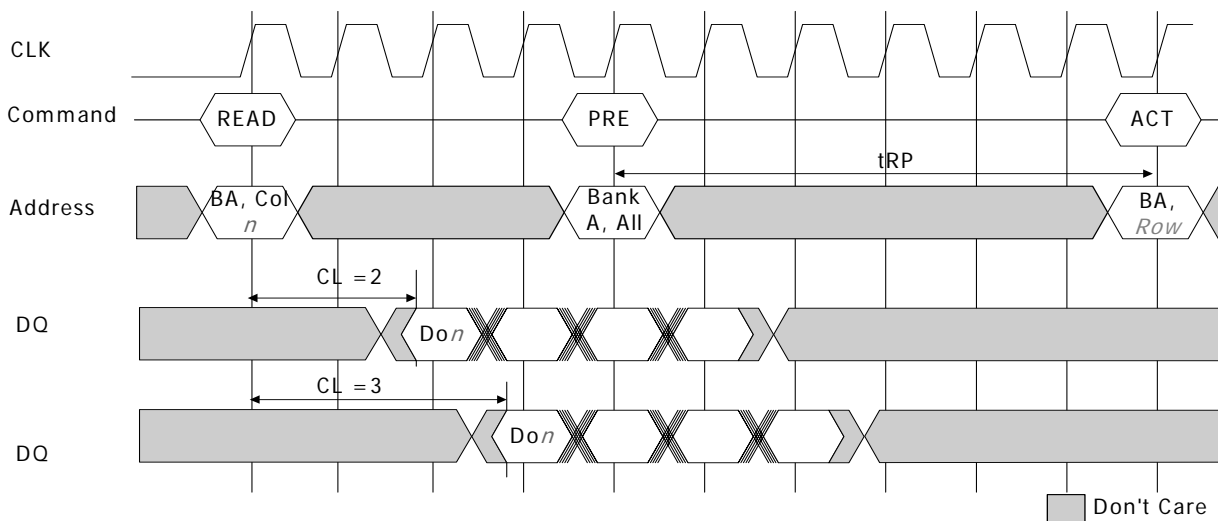 CLK
Command
READ
PRE
ACT
tRP
Address
BA, Col
n
Bank
A, All
BA,
Row
CL =2
DQ
Don
CL =3
DQ
Don
Don't Care